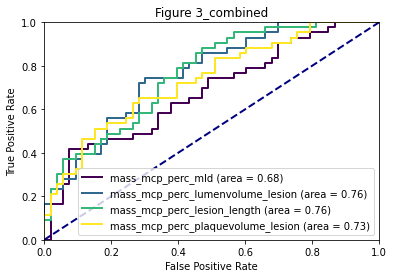 Figure 3_combined
True Positive Rate
1.0
0.8
0.6
0.4
0.2
0.0
mass_mcp_perc_mld (area = 0.68)
mass_mcp_perc_lumenvolume_lesion (area = 0.76)
mass_mcp_perc_lesion_length (area = 0.76)
mass_mcp_perc_plaquevolume_lesion (area = 0.73)
0.0 0.2 0.4 0.6 0.8 1.0
False Positive Rate